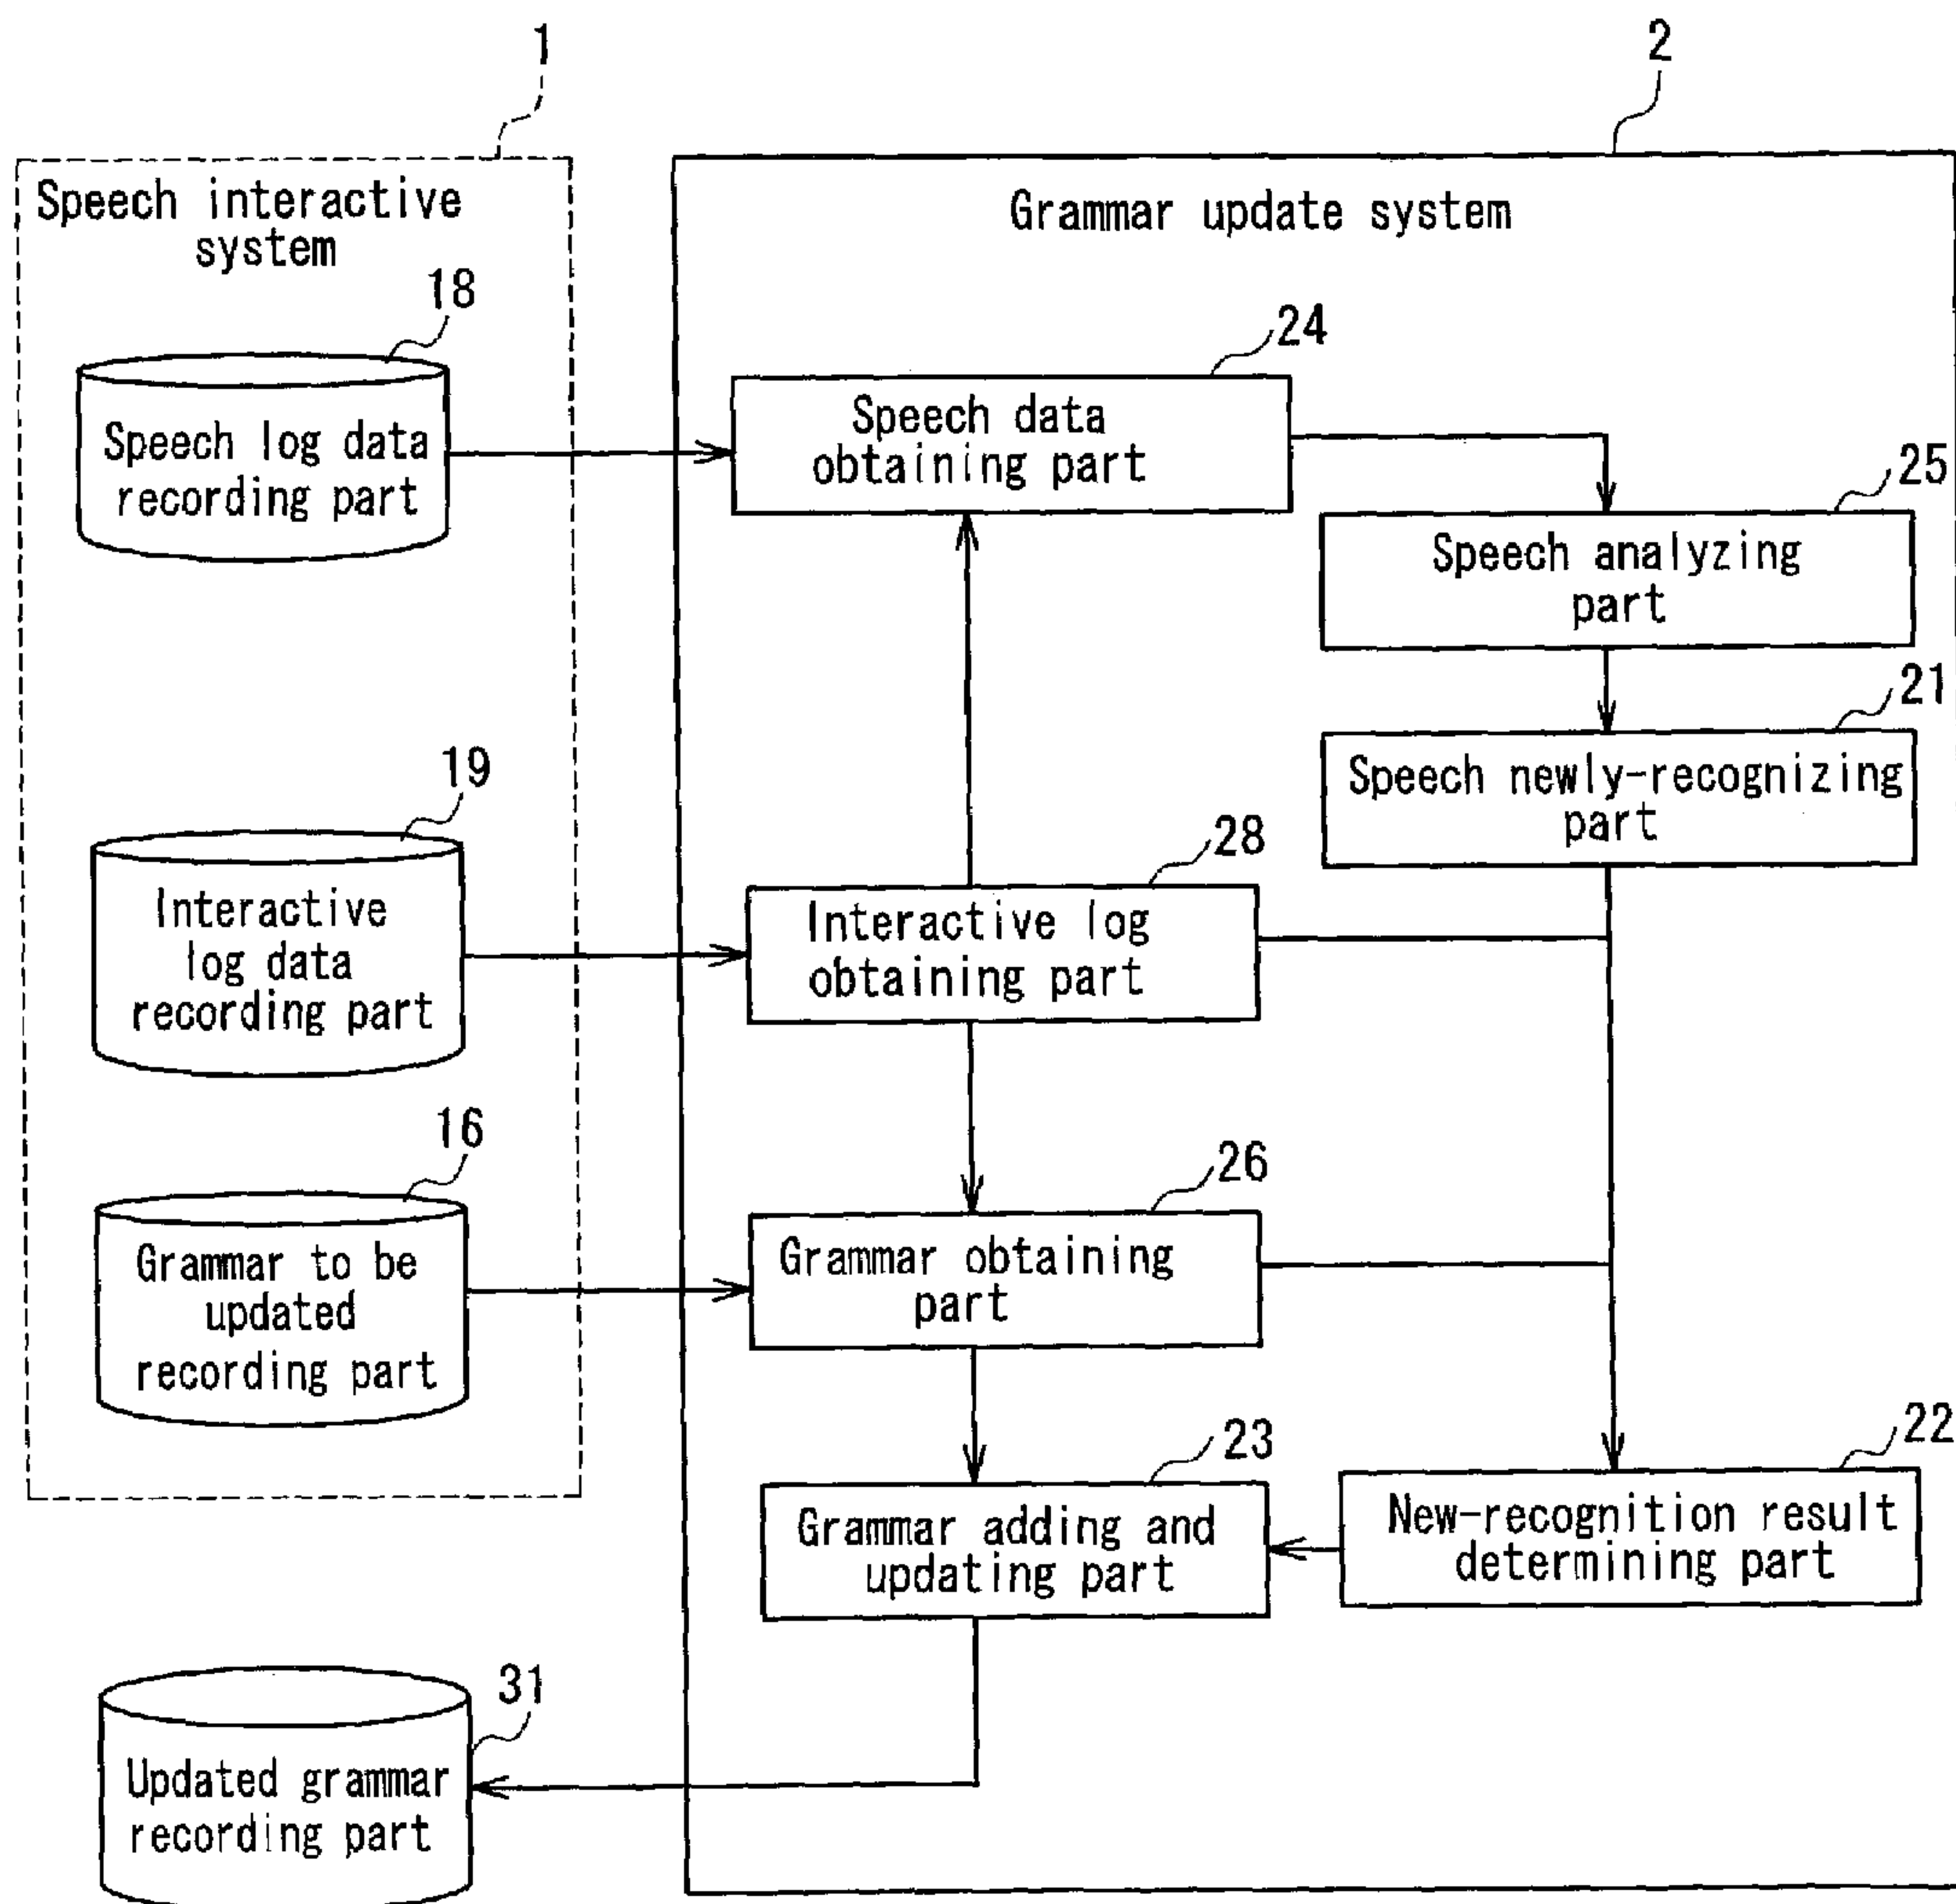 1
2
Speech interactive
system
Grammar update system
18
Speech log data
recording part
24
Speech data
obtaining part
25
Speech analyzing
part
21
Speech newly-recognizing
part
19
Interactive
log data
recording part
28
Interactive log
obtaining part
16
Grammar to be
updated
recording part
26
Grammar obtaining
part
23
Grammar adding and
updating part
22
New-recognition result
determining part
31
Updated grammar
recording part